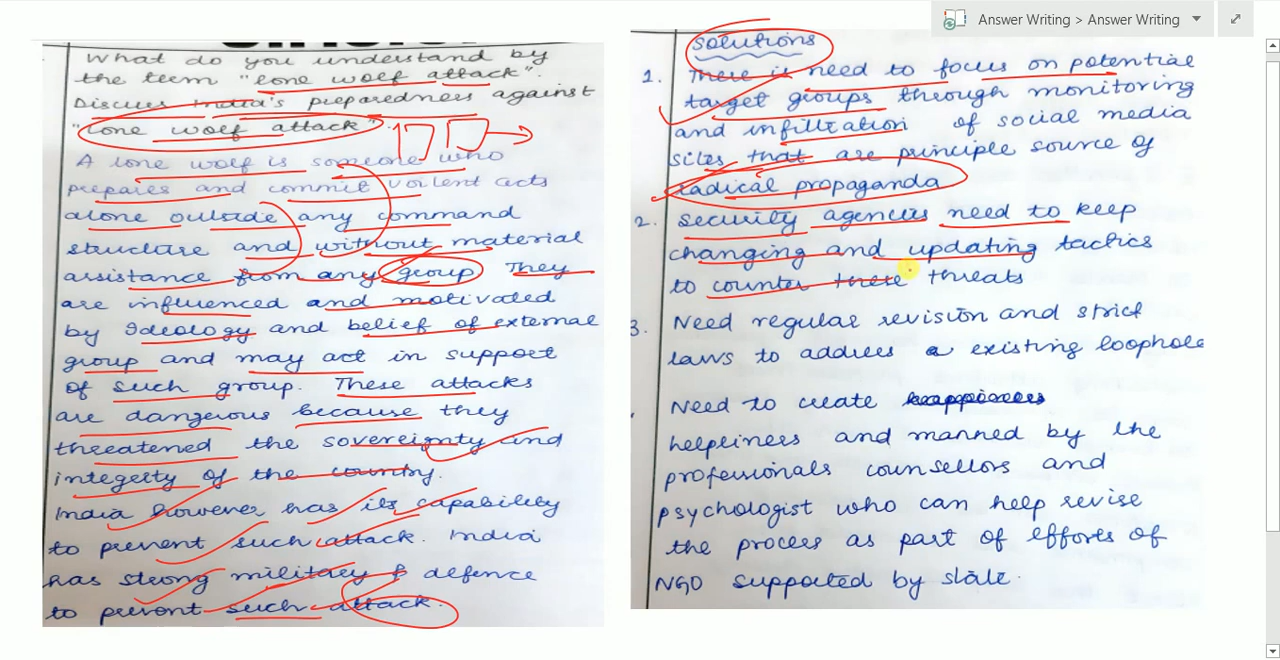 Answer Writing > Answer Writing
What do you understand by
the term "lone wolf attack".
Discuss India's preparedness against
"lone wolf attack".
A lone wolf is someone who
prepares and commit voilent acts
alone outside any command
structure and without material
assistance from any group They
are influenced and motivated
by Ideology and belief of external
group and may act in support
of such group. These attacks
are dangerous because they
threatened the sovereignty and
integerty of the country.
India however has its capability
to prevent such attack. India
has strong military & defence
to prevent such attack.
Solutions
1. There is need to focus on potential
target groups through monitoring
and infiltration of social media
sites that are principle source of
radical propaganda
2. Security agencies need to keep
changing and updating tactics
to counter these threats
3. Need regular revision and strict
laws to address a existing loophole
Need to create
helpliness and manned by the
professionals counsellors and
psychologist who can help revise
the process as part of efforts of
NGO supported by state.